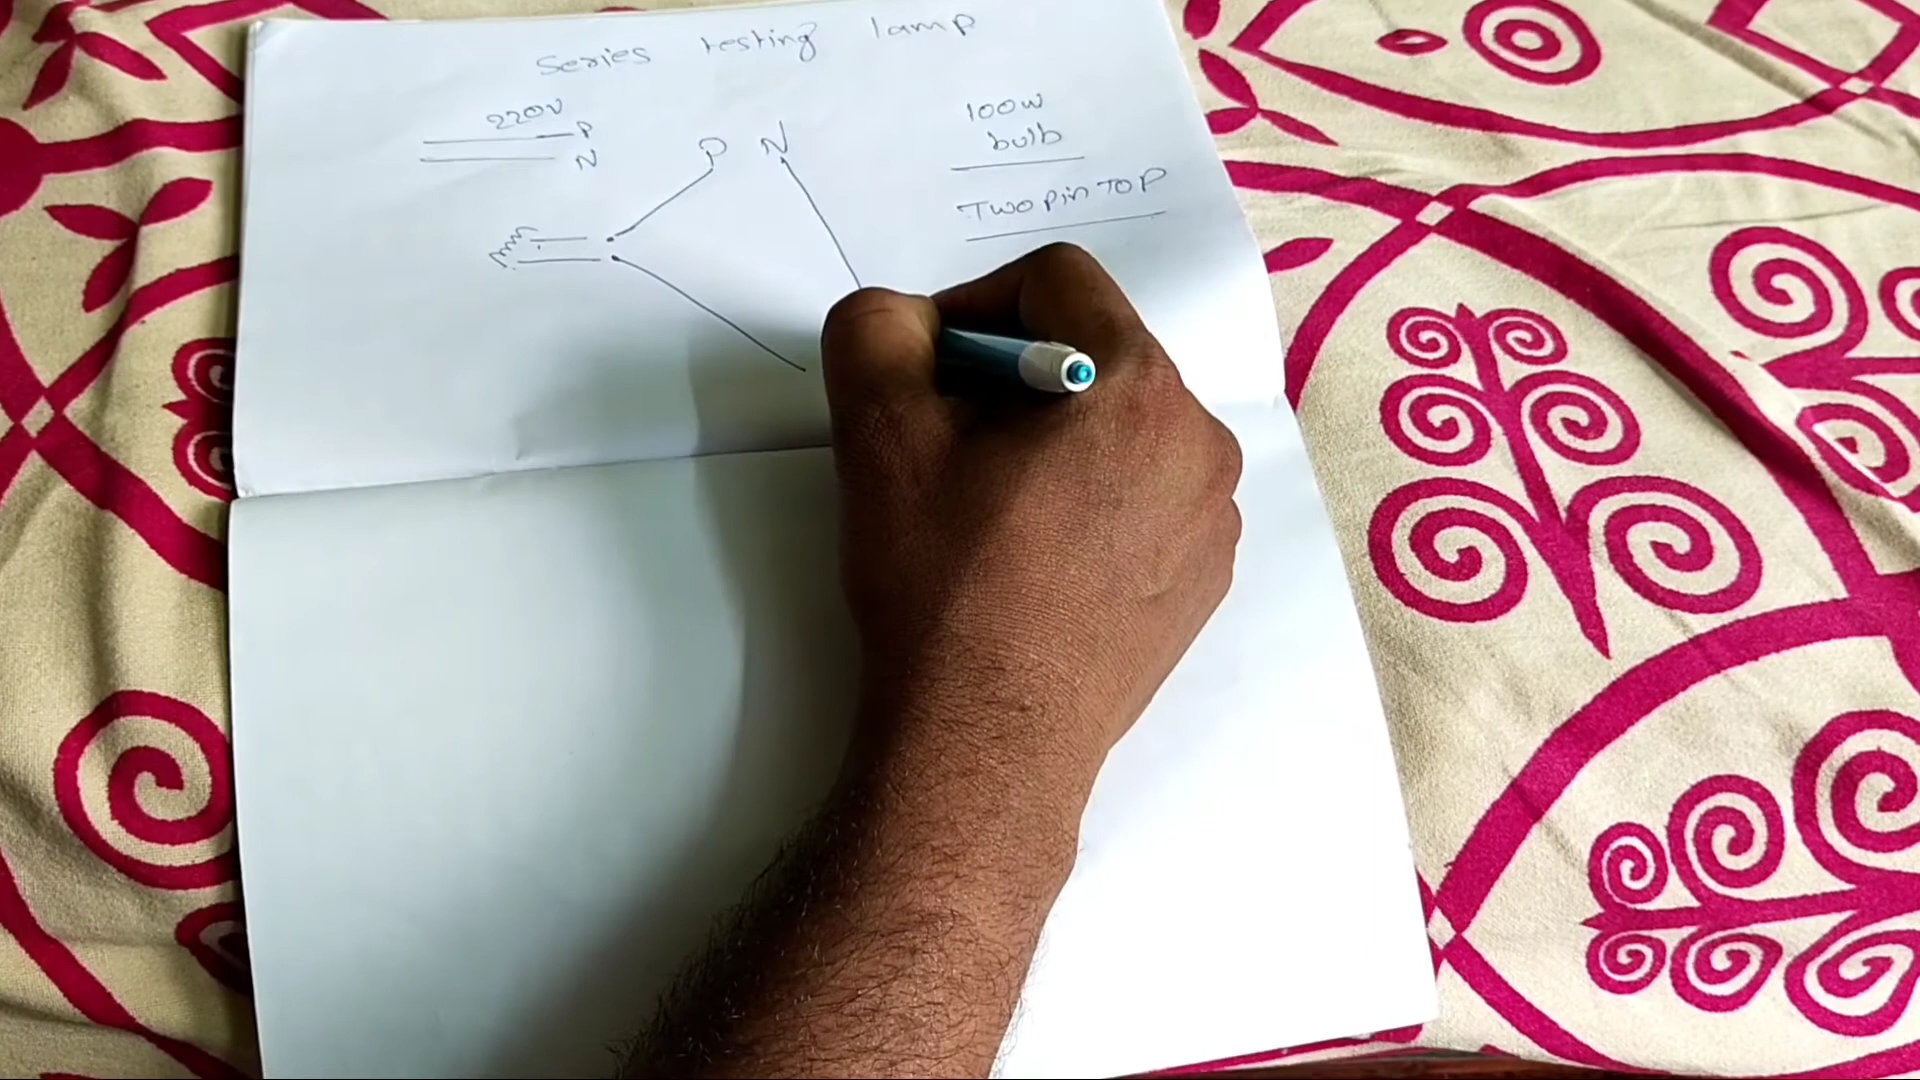 Series testing lamp
220V
P
N
P N
100W
bulb
Two pin TOP